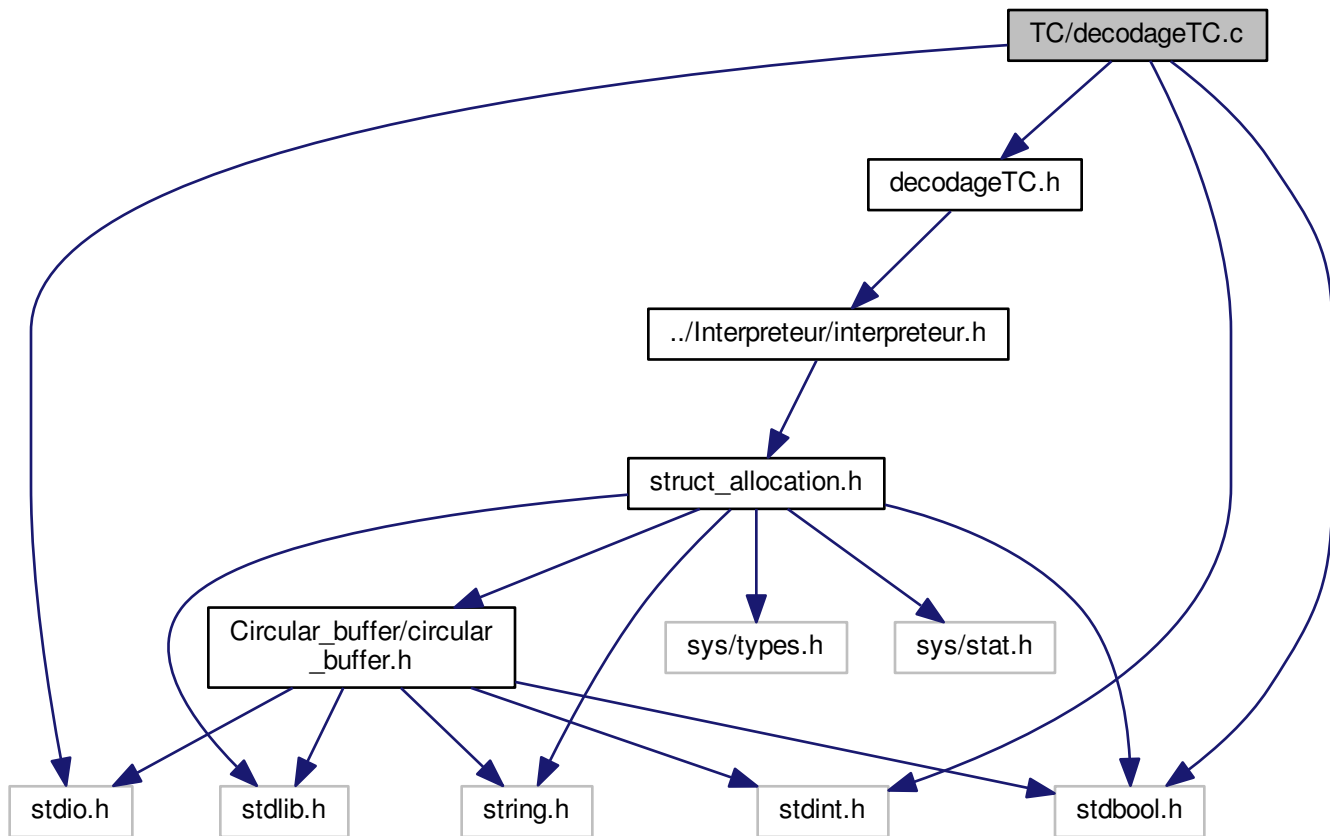 TC/decodageTC.c
decodageTC.h
../Interpreteur/interpreteur.h
struct_allocation.h
Circular_buffer/circular
_buffer.h
sys/types.h
sys/stat.h
stdio.h
stdlib.h
string.h
stdint.h
stdbool.h